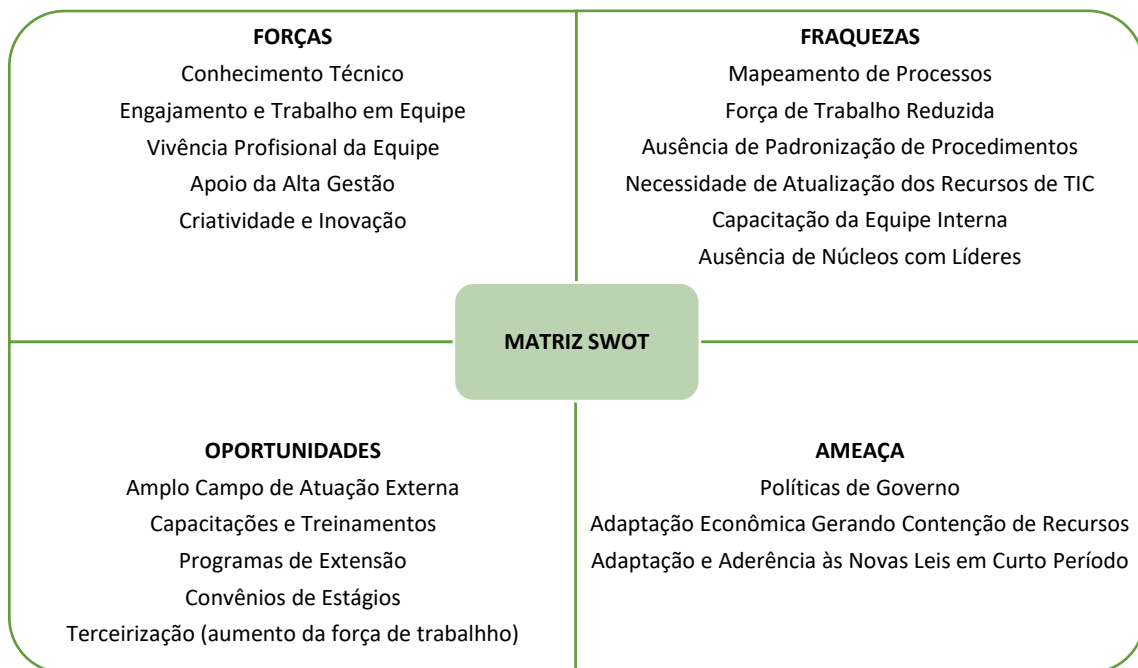 FORÇAS
Conhecimento Técnico
Engajamento e Trabalho em Equipe
Vivência Profisional da Equipe
Apoio da Alta Gestão
Criatividade e Inovação
FRAQUEZAS
Mapeamento de Processos
Força de Trabalho Reduzida
Ausência de Padronização de Procedimentos
Necessidade de Atualização dos Recursos de TIC
Capacitação da Equipe Interna
Ausência de Núcleos com Líderes
MATRIZ SWOT
OPORTUNIDADES
Amplo Campo de Atuação Externa
Capacitações e Treinamentos
Programas de Extensão
Convênios de Estágios
Terceirização (aumento da força de trabalhho)
AMEAÇA
Políticas de Governo
Adaptação Econômica Gerando Contenção de Recursos
Adaptação e Aderência às Novas Leis em Curto Período